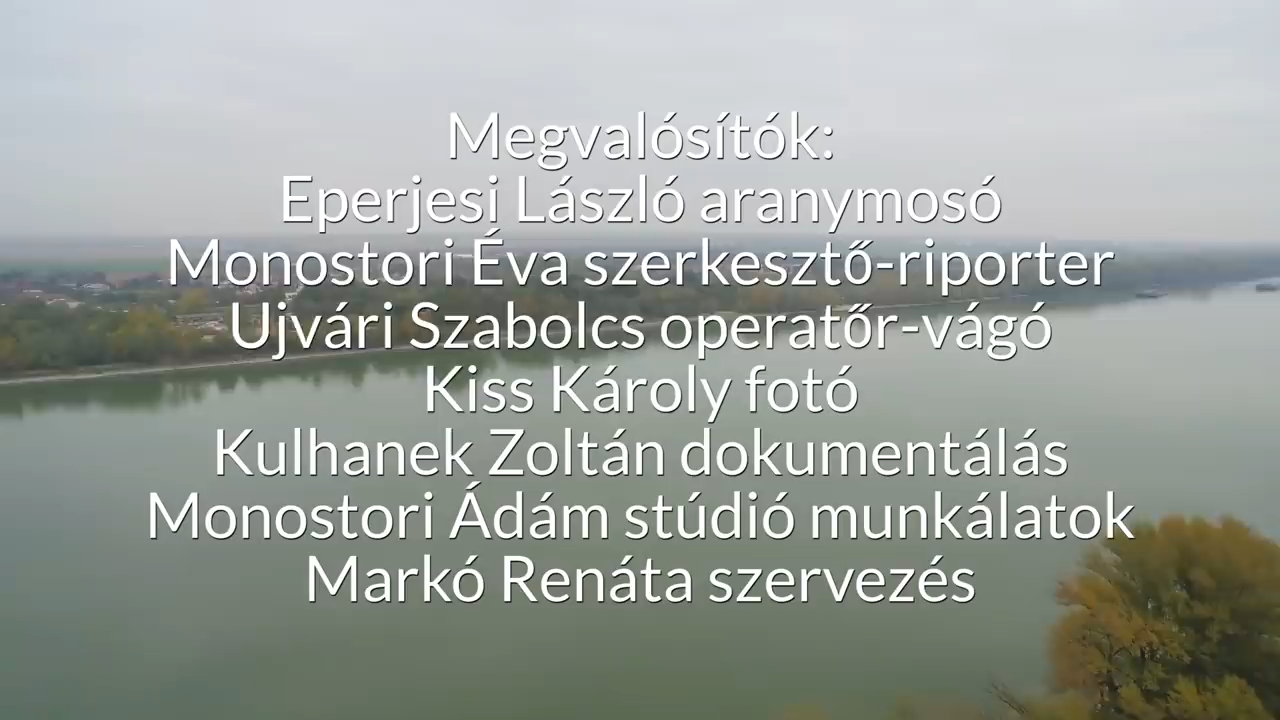 Megvalósítók:
Eperjesi László aranymosó
Monostori Éva szerkesztő-riporter
Ujvári Szabolcs operatőr-vágó
Kiss Károly fotó
Kulhanek Zoltán dokumentálás
Monostori Ádám stúdió munkálatok
Markó Renáta szervezés